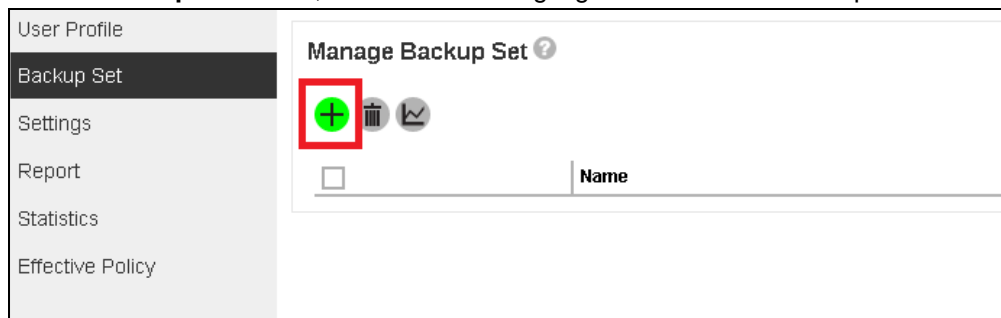 User Profile
Backup Set
Settings
Report
Statistics
Effective Policy
Manage Backup Set ?
Name